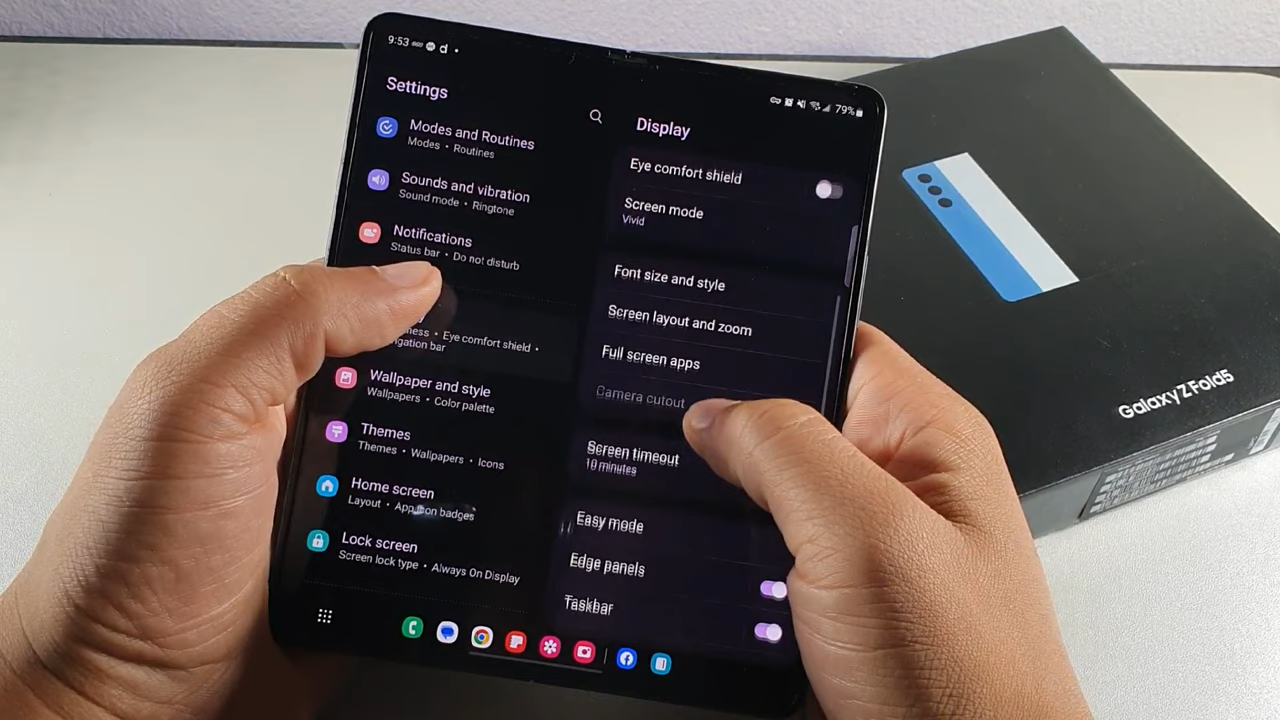 9:53
79%
Settings
Modes and Routines
Modes • Routines
Sounds and vibration
Sound mode • Ringtone
Notifications
Status bar • Do not disturb
Eye comfort shield •
Wallpaper and style
Wallpapers • Color palette
Themes
Themes • Wallpapers • Icons
Home screen
Layout • App icon badges
Lock screen
Screen lock type • Always On Display
Display
Eye comfort shield
Screen mode
Vivid
Font size and style
Screen layout and zoom
Full screen apps
Camera cutout
Screen timeout
10 minutes
Easy mode
Edge panels
Taskbar
Galaxy Z Fold5